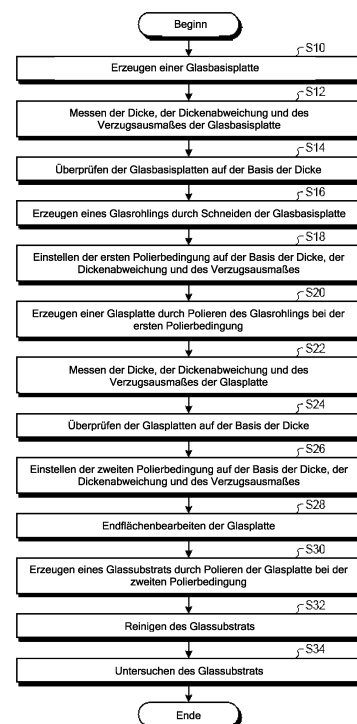 Beginn
S10
Erzeugen einer Glasbasisplatte
S12
Messen der Dicke, der Dickenabweichung und des
Verzugsausmaßes der Glasbasisplatte
S14
Überprüfen der Glasbasisplatten auf der Basis der Dicke
S16
Erzeugen eines Glasrohlings durch Schneiden der Glasbasisplatte
S18
Einstellen der ersten Polierbedingung auf der Basis der Dicke, der
Dickenabweichung und des Verzugsausmaßes
S20
Erzeugen einer Glasplatte durch Polieren des Glasrohlings bei der
ersten Polierbedingung
S22
Messen der Dicke, der Dickenabweichung und des
Verzugsausmaßes der Glasplatte
S24
Überprüfen der Glasplatten auf der Basis der Dicke
S26
Einstellen der zweiten Polierbedingung auf der Basis der Dicke, der
Dickenabweichung und des Verzugsausmaßes
S28
Endflächenbearbeiten der Glasplatte
S30
Erzeugen eines Glassubstrats durch Polieren der Glasplatte bei der
zweiten Polierbedingung
S32
Reinigen des Glassubstrats
S34
Untersuchen des Glassubstrats
Ende